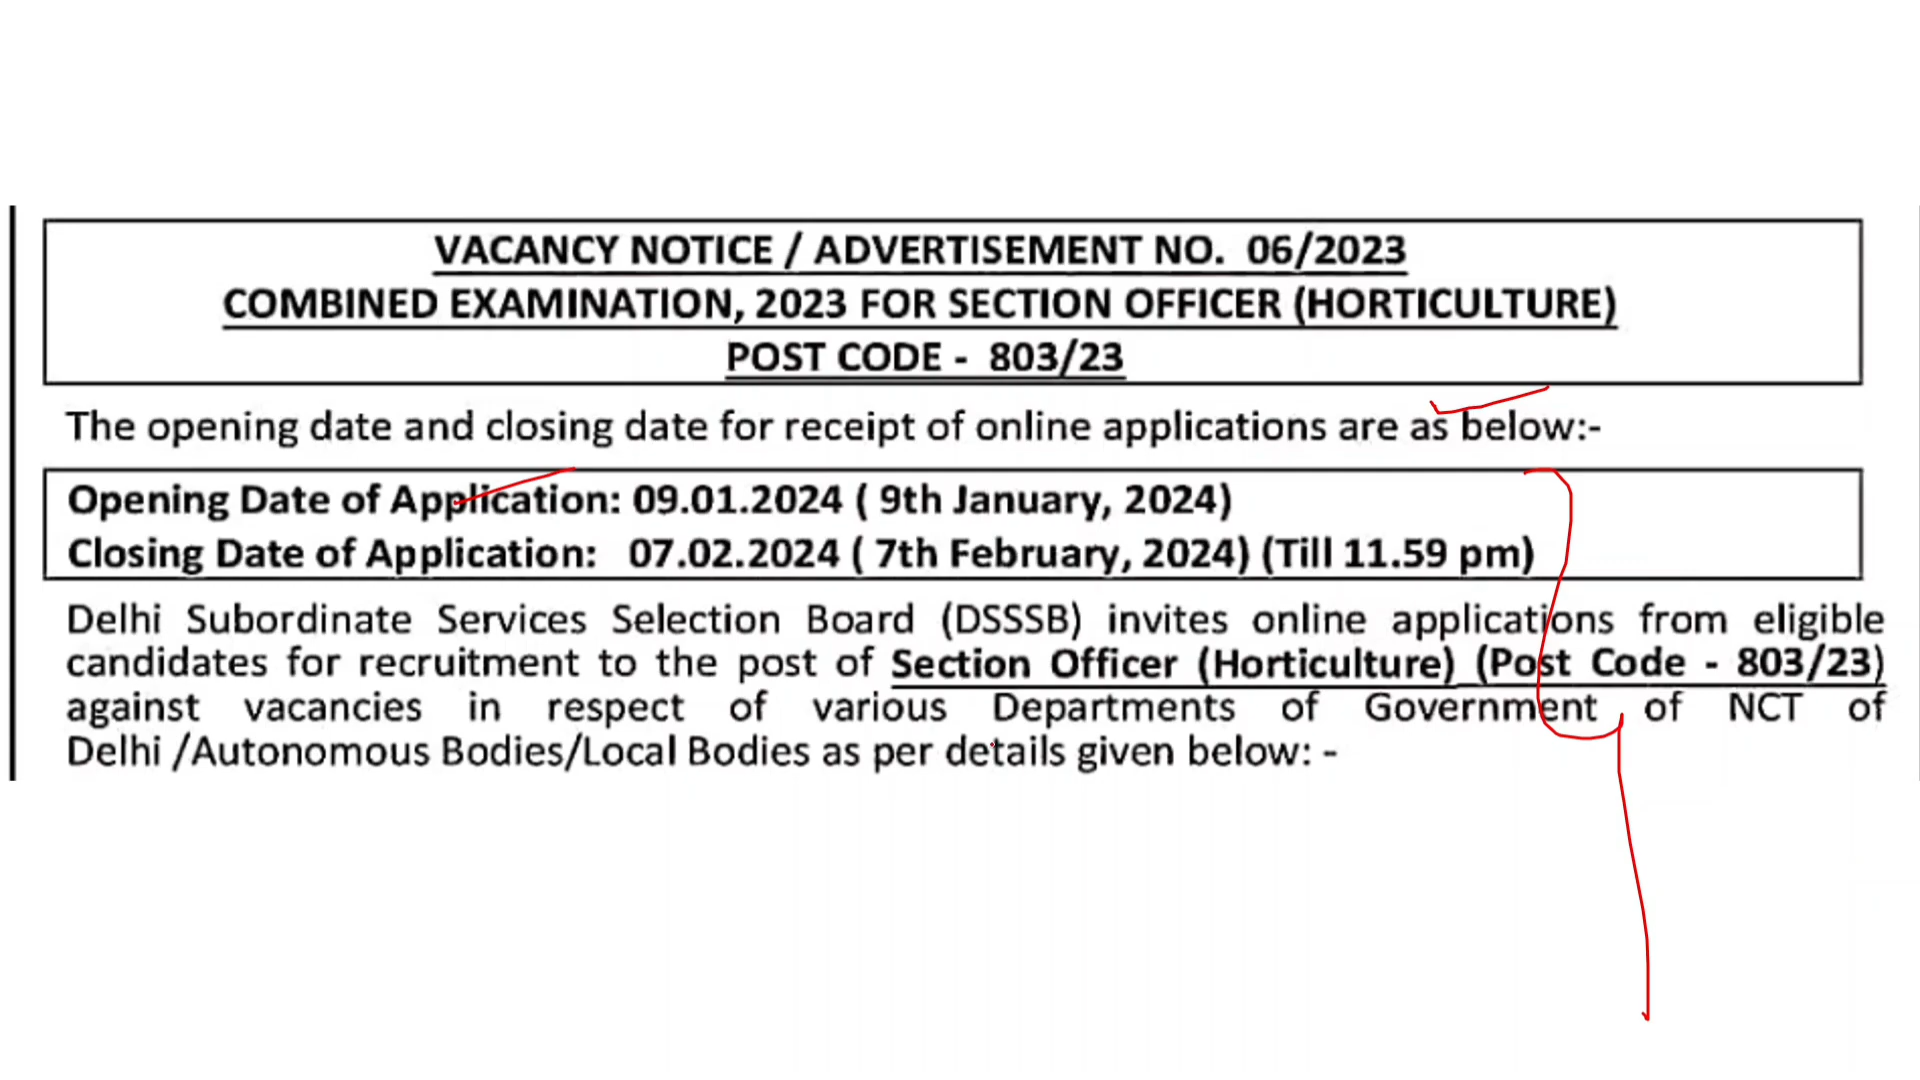 VACANCY NOTICE / ADVERTISEMENT NO. 06/2023
COMBINED EXAMINATION, 2023 FOR SECTION OFFICER (HORTICULTURE)
POST CODE - 803/23
The opening date and closing date for receipt of online applications are as below:-
Opening Date of Application: 09.01.2024 ( 9th January, 2024)
Closing Date of Application: 07.02.2024 ( 7th February, 2024) (Till 11.59 pm)
Delhi Subordinate Services Selection Board (DSSSB) invites online applications from eligible
candidates for recruitment to the post of Section Officer (Horticulture) (Post Code - 803/23)
against vacancies in respect of various Departments of Government of NCT of
Delhi /Autonomous Bodies/Local Bodies as per details given below: -